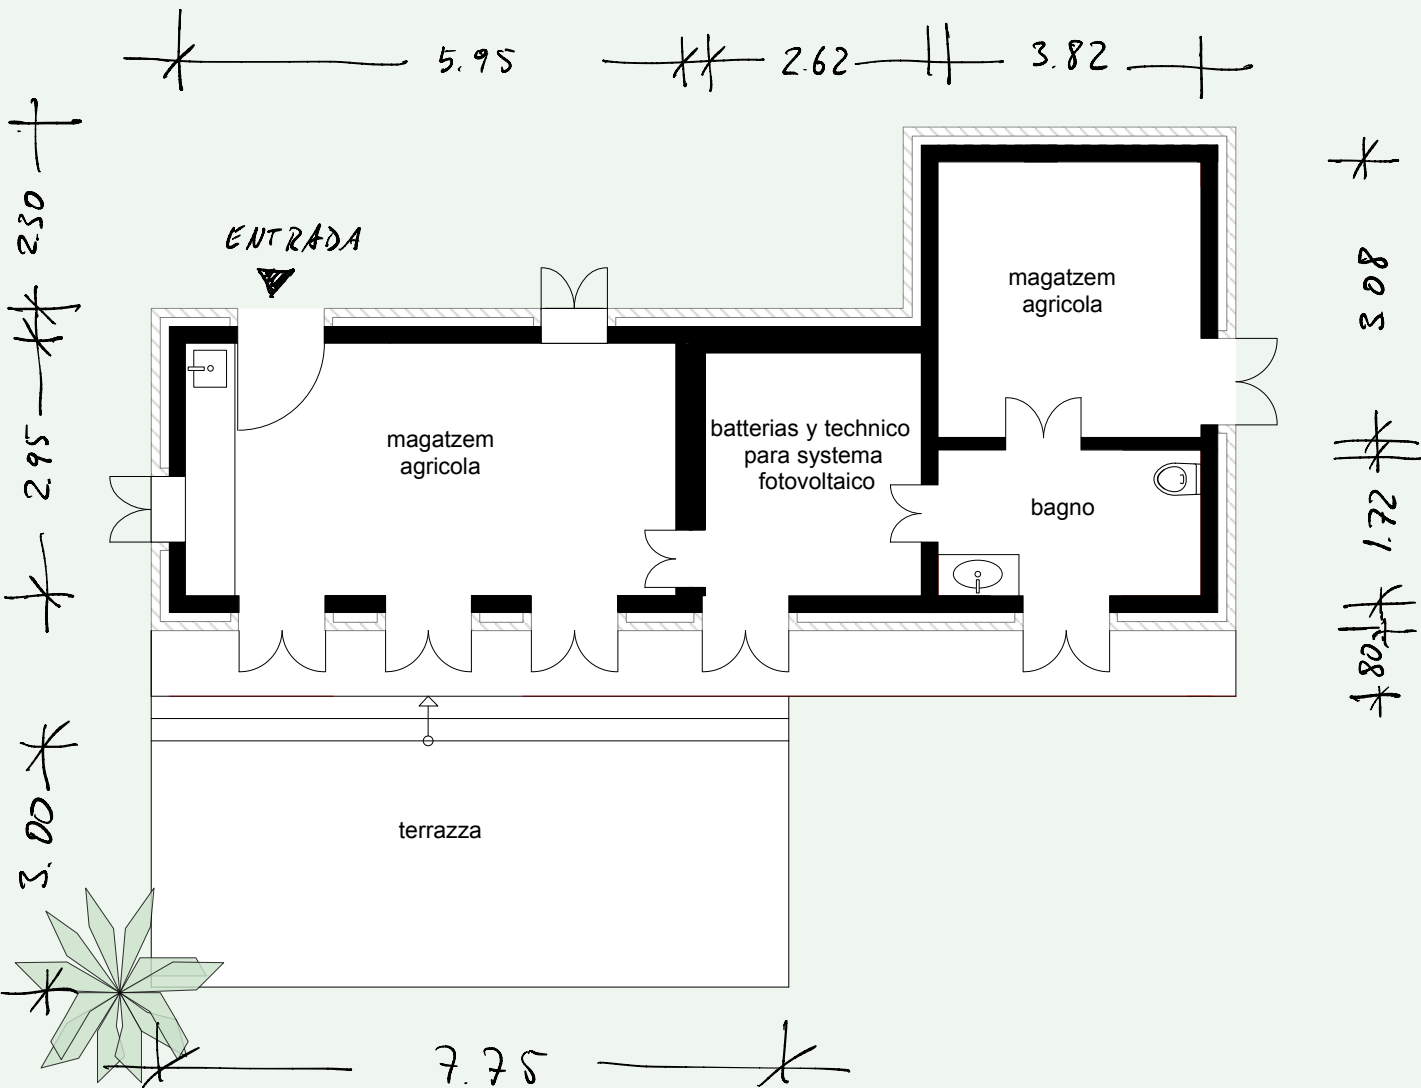 5.95
2.62
3.82
2.30
ENTRADA
3 08
magatzem
agricola
magatzem
agricola
batterias y technico
para systema
fotovoltaico
2.95
bagno
1.72
80
3.00
terrazza
7.75